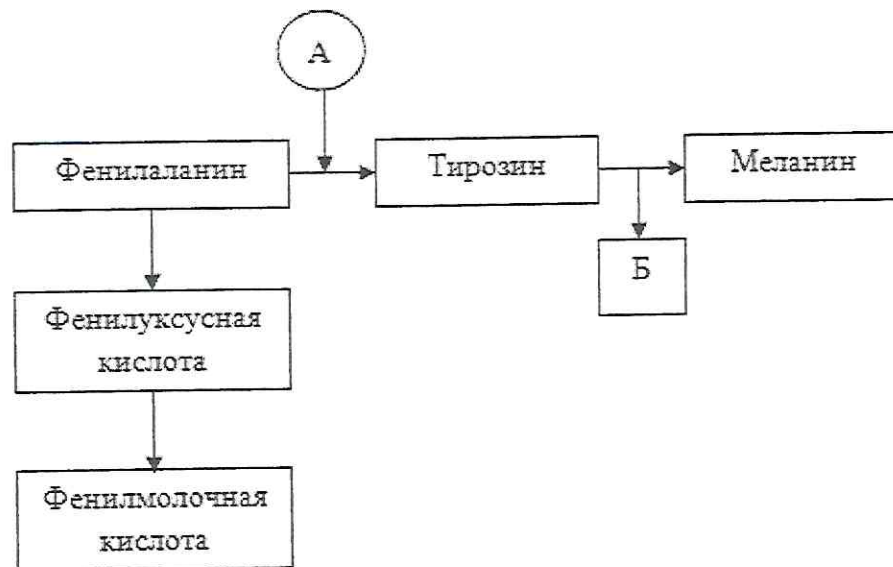 А
Фенилаланин
Тирозин
Меланин
Б
Фенилуксусная
кислота
Фенилмолочная
кислота